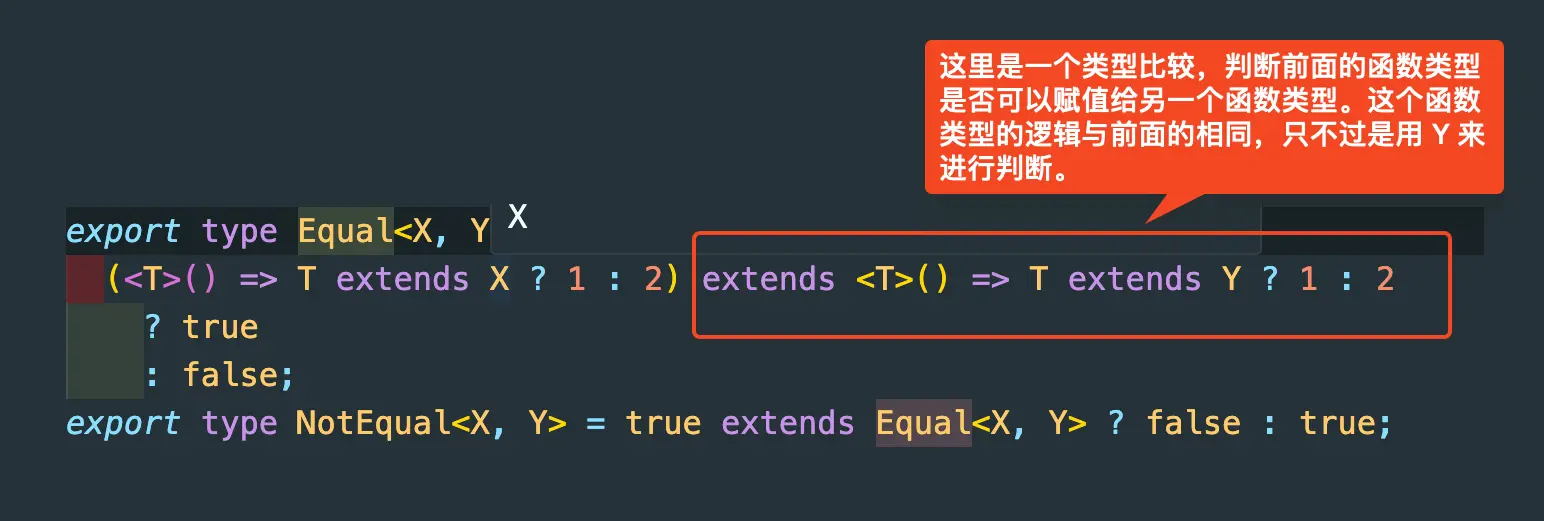 这里是一个类型比较，判断前面的函数类型
是否可以赋值给另一个函数类型。这个函数
类型的逻辑与前面的相同，只不过是用 Y 来
进行判断。
export type Equal<X, Y
X
(<T>() => T extends X ? 1 : 2) extends <T>() => T extends Y ? 1 : 2
? true
: false;
export type NotEqual<X, Y> = true extends Equal<X, Y> ? false : true;